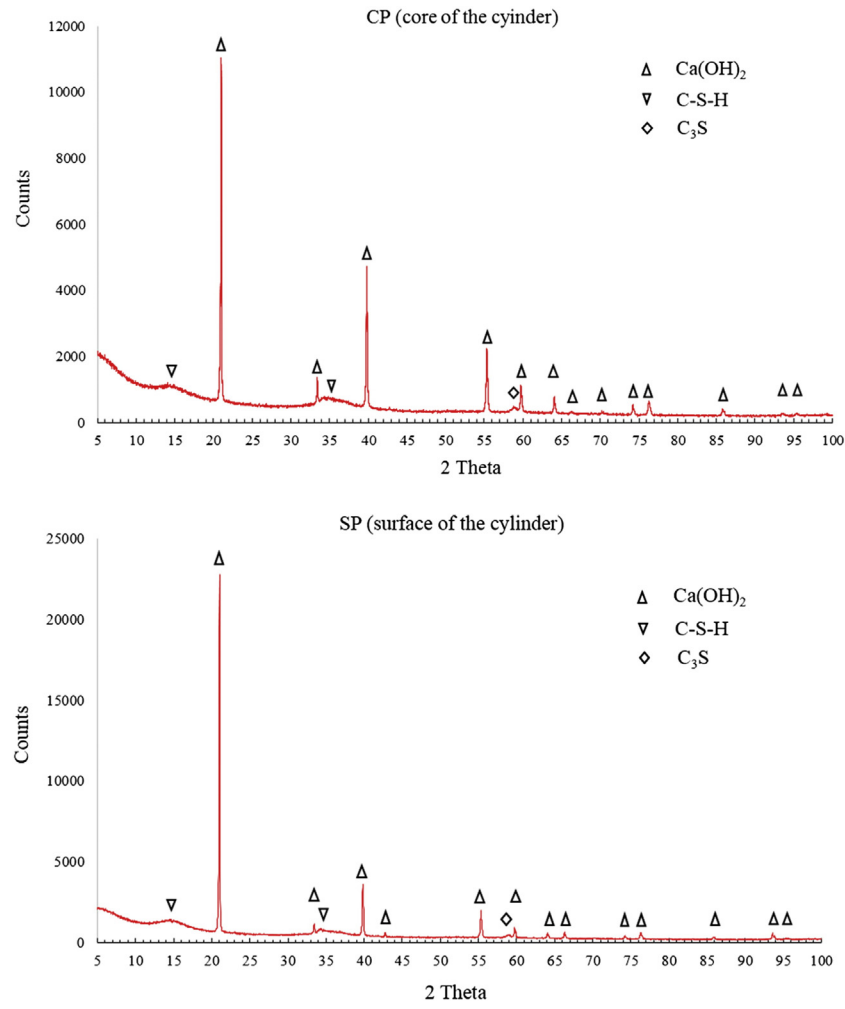 CP (core of the cyinder)
12000
10000
8000
6000
4000
2000
0
Counts
Ca(OH)₂
C-S-H
C₃S
5 10 15 20 25 30 35 40 45 50 55 60 65 70 75 80 85 90 95 100
2 Theta
SP (surface of the cylinder)
25000
20000
15000
10000
5000
0
Counts
Ca(OH)₂
C-S-H
C₃S
5 10 15 20 25 30 35 40 45 50 55 60 65 70 75 80 85 90 95 100
2 Theta